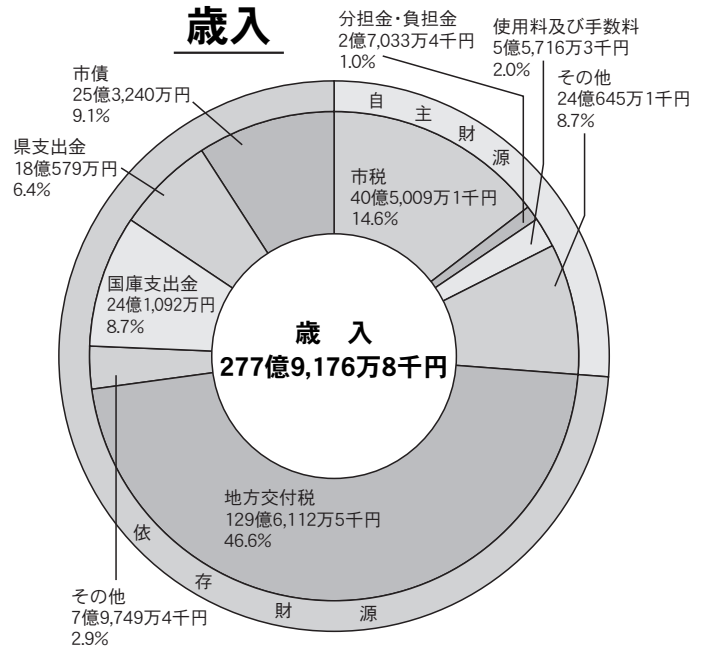 歳入
分担金・負担金
2億7,033万4千円
1.0%
使用料及び手数料
5億5,716万3千円
2.0%
その他
24億645万1千円
8.7%
市債
25億3,240万円
9.1%
県支出金
18億579万円
6.4%
自主財源
市税
40億5,009万1千円
14.6%
国庫支出金
24億1,092万円
8.7%
歳 入
277億9,176万8千円
地方交付税
129億6,112万5千円
46.6%
依存財源
その他
7億9,749万4千円
2.9%